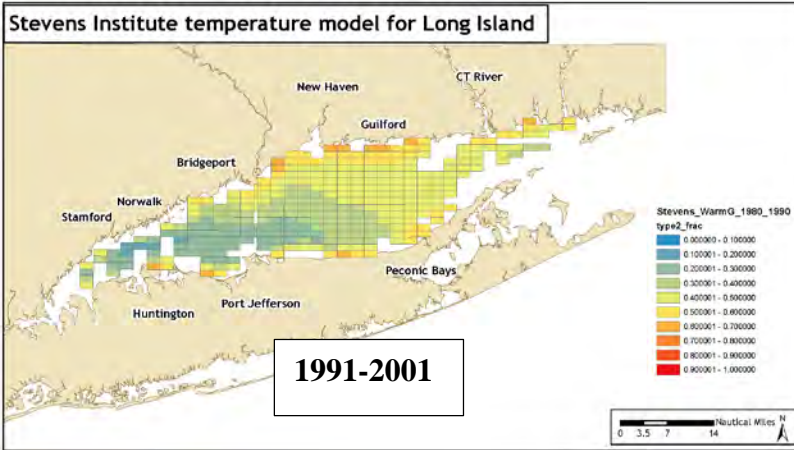 Stevens Institute temperature model for Long Island
CT River
New Haven
Guilford
Bridgeport
Norwalk
Stamford
Peconic Bays
Port Jefferson
Huntington
1991-2001
Stevens_WarmG_1980_1990
type2_frac
0.000000 - 0.100000
0.100001 - 0.200000
0.200001 - 0.300000
0.300001 - 0.400000
0.400001 - 0.500000
0.500001 - 0.600000
0.600001 - 0.700000
0.700001 - 0.800000
0.800001 - 0.900000
0.900001 - 1.000000
Nautical Miles N
0 3.5 7 14